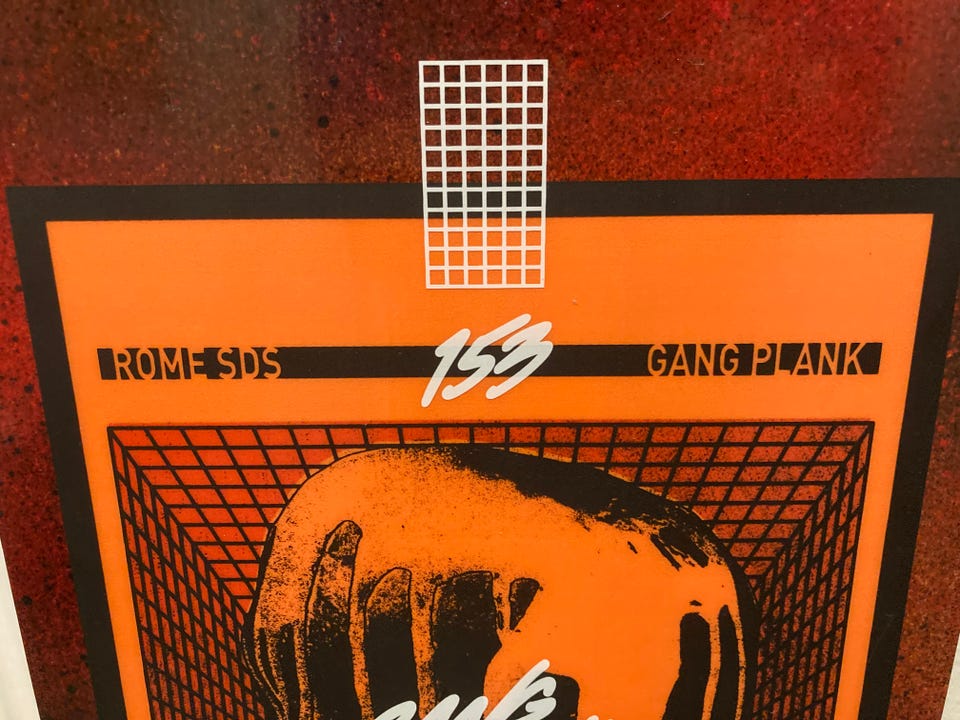 ROME SDS 153 GANG PLANK